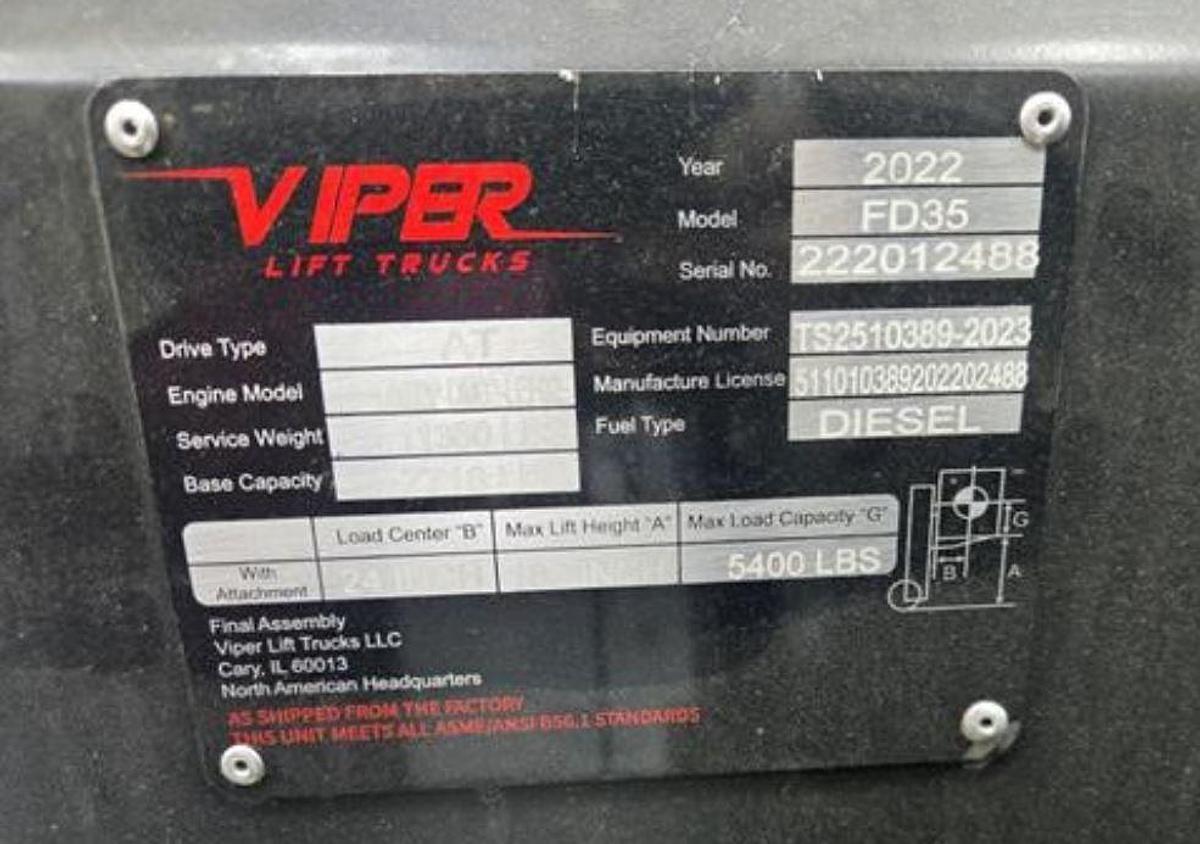 VIPER
LIFT TRUCKS
Year 2022
Model FD35
Serial No. 222012488
Drive Type AT
Engine Model
Service Weight
Base Capacity
Equipment Number TS2510389-2023
Manufacture License 511010389202202488
Fuel Type DIESEL
Load Center "B" Max Lift Height "A" Max Load Capacity "G"
With Attachment 5400 LBS
G
B A
Final Assembly
Viper Lift Trucks LLC
Cary, IL 60013
North American Headquarters
AS SHIPPED FROM THE FACTORY
THIS UNIT MEETS ALL ASME/ANSI B56.1 STANDARDS